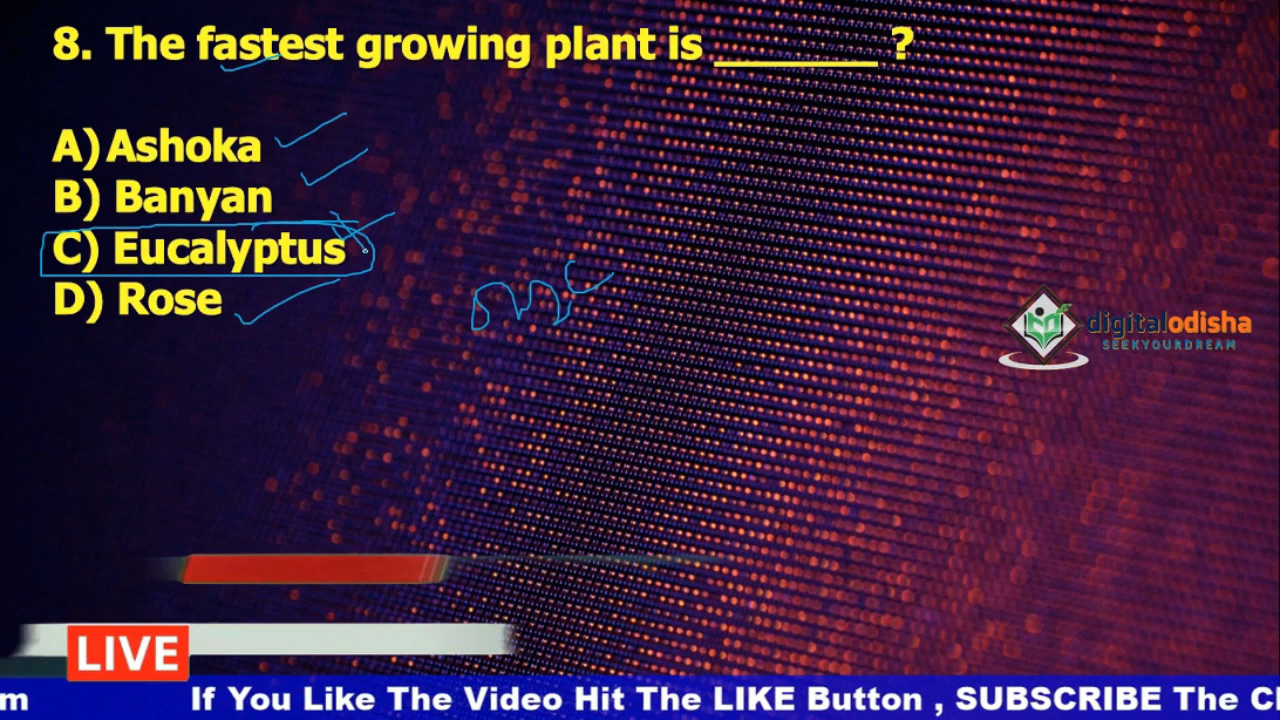 8. The fastest growing plant is ________ ?
A) Ashoka
B) Banyan
C) Eucalyptus
D) Rose
digitalodisha
SEEKYOURDREAM
LIVE
m If You Like The Video Hit The LIKE Button , SUBSCRIBE The